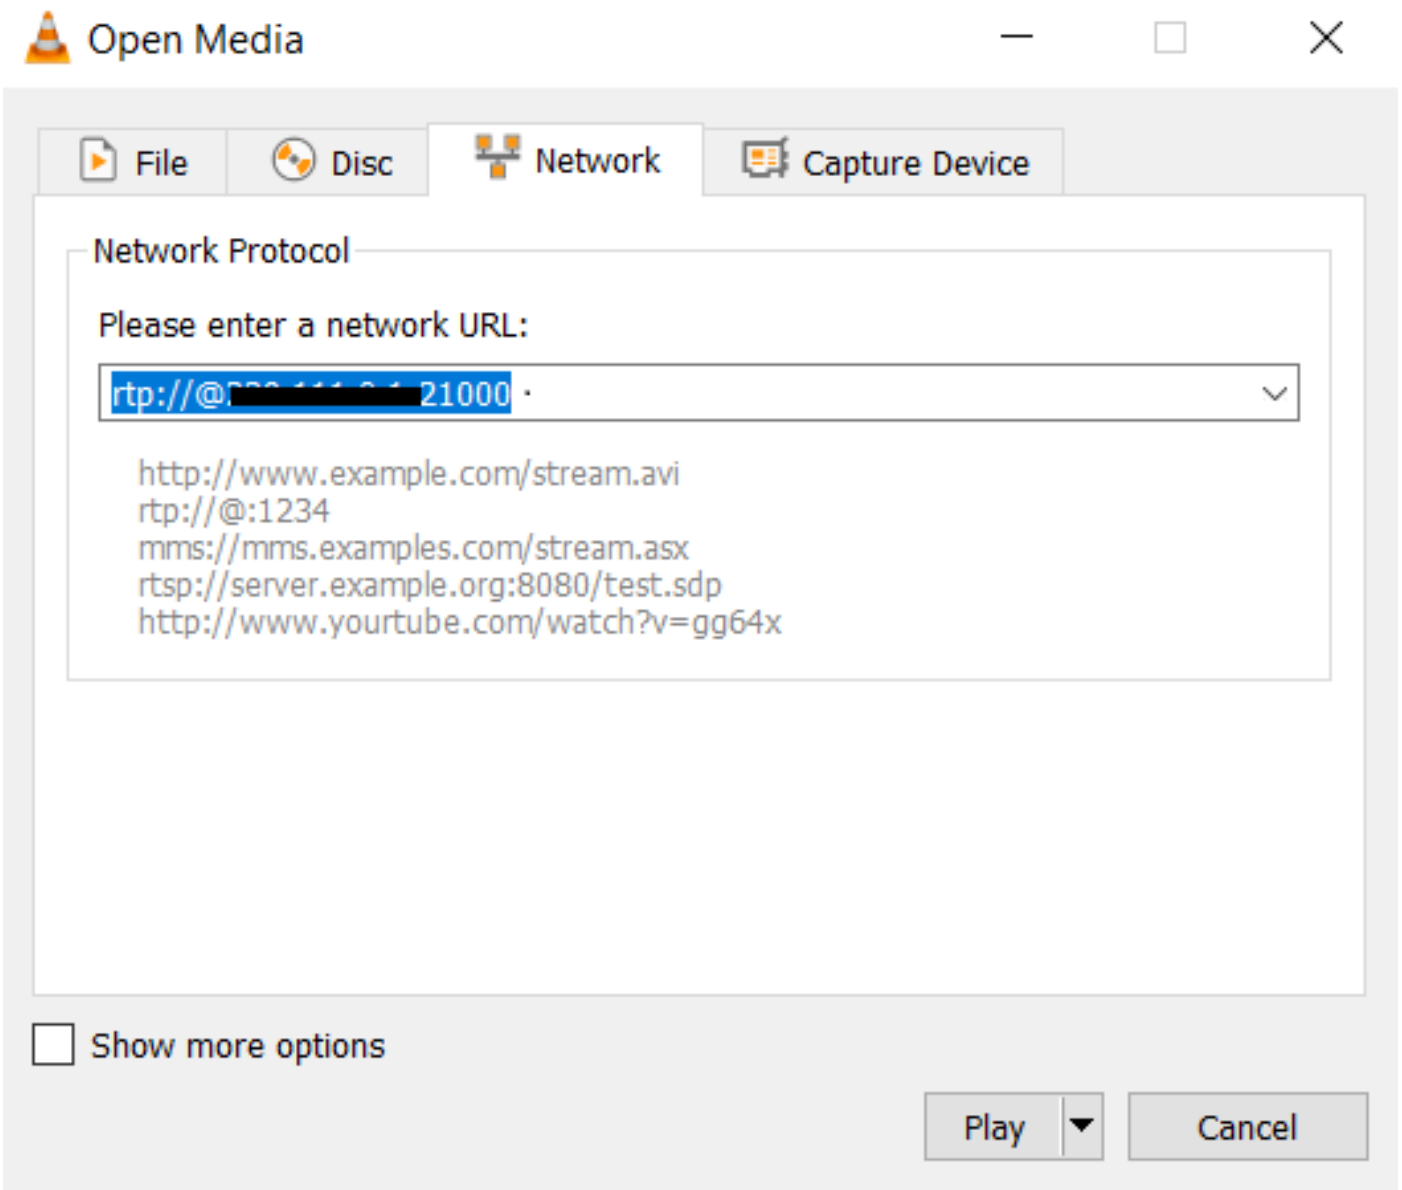 Open Media
File Disc Network Capture Device
Network Protocol
Please enter a network URL:
rtp://@ 21000
http://www.example.com/stream.avi
rtp://@:1234
mms://mms.examples.com/stream.asx
rtsp://server.example.org:8080/test.sdp
http://www.yourtube.com/watch?v=gg64x
Show more options
Play Cancel